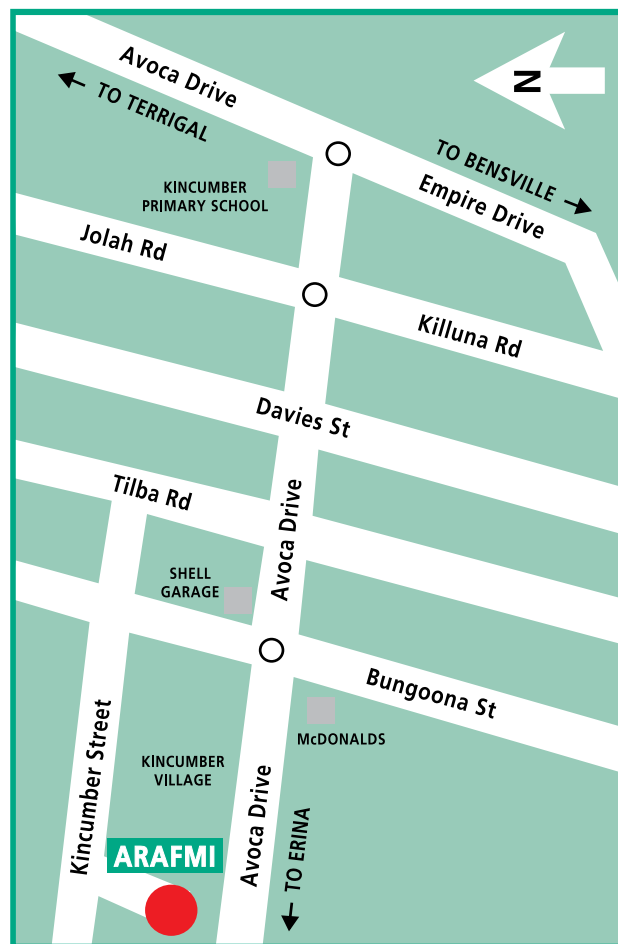 Avoca Drive
N
TO TERRIGAL
TO BENSVILLE
KINCUMBER
PRIMARY SCHOOL
Empire Drive
Jolah Rd
Killuna Rd
Davies St
Tilba Rd
Avoca Drive
SHELL
GARAGE
Bungoona St
Kincumber Street
McDONALDS
KINCUMBER
VILLAGE
Avoca Drive
TO ERINA
ARAFMI